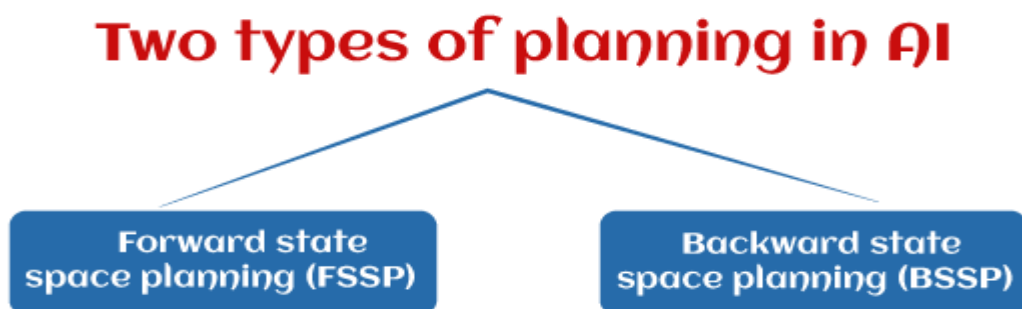 Two types of planning in AI
Forward state
space planning (FSSP)
Backward state
space planning (BSSP)